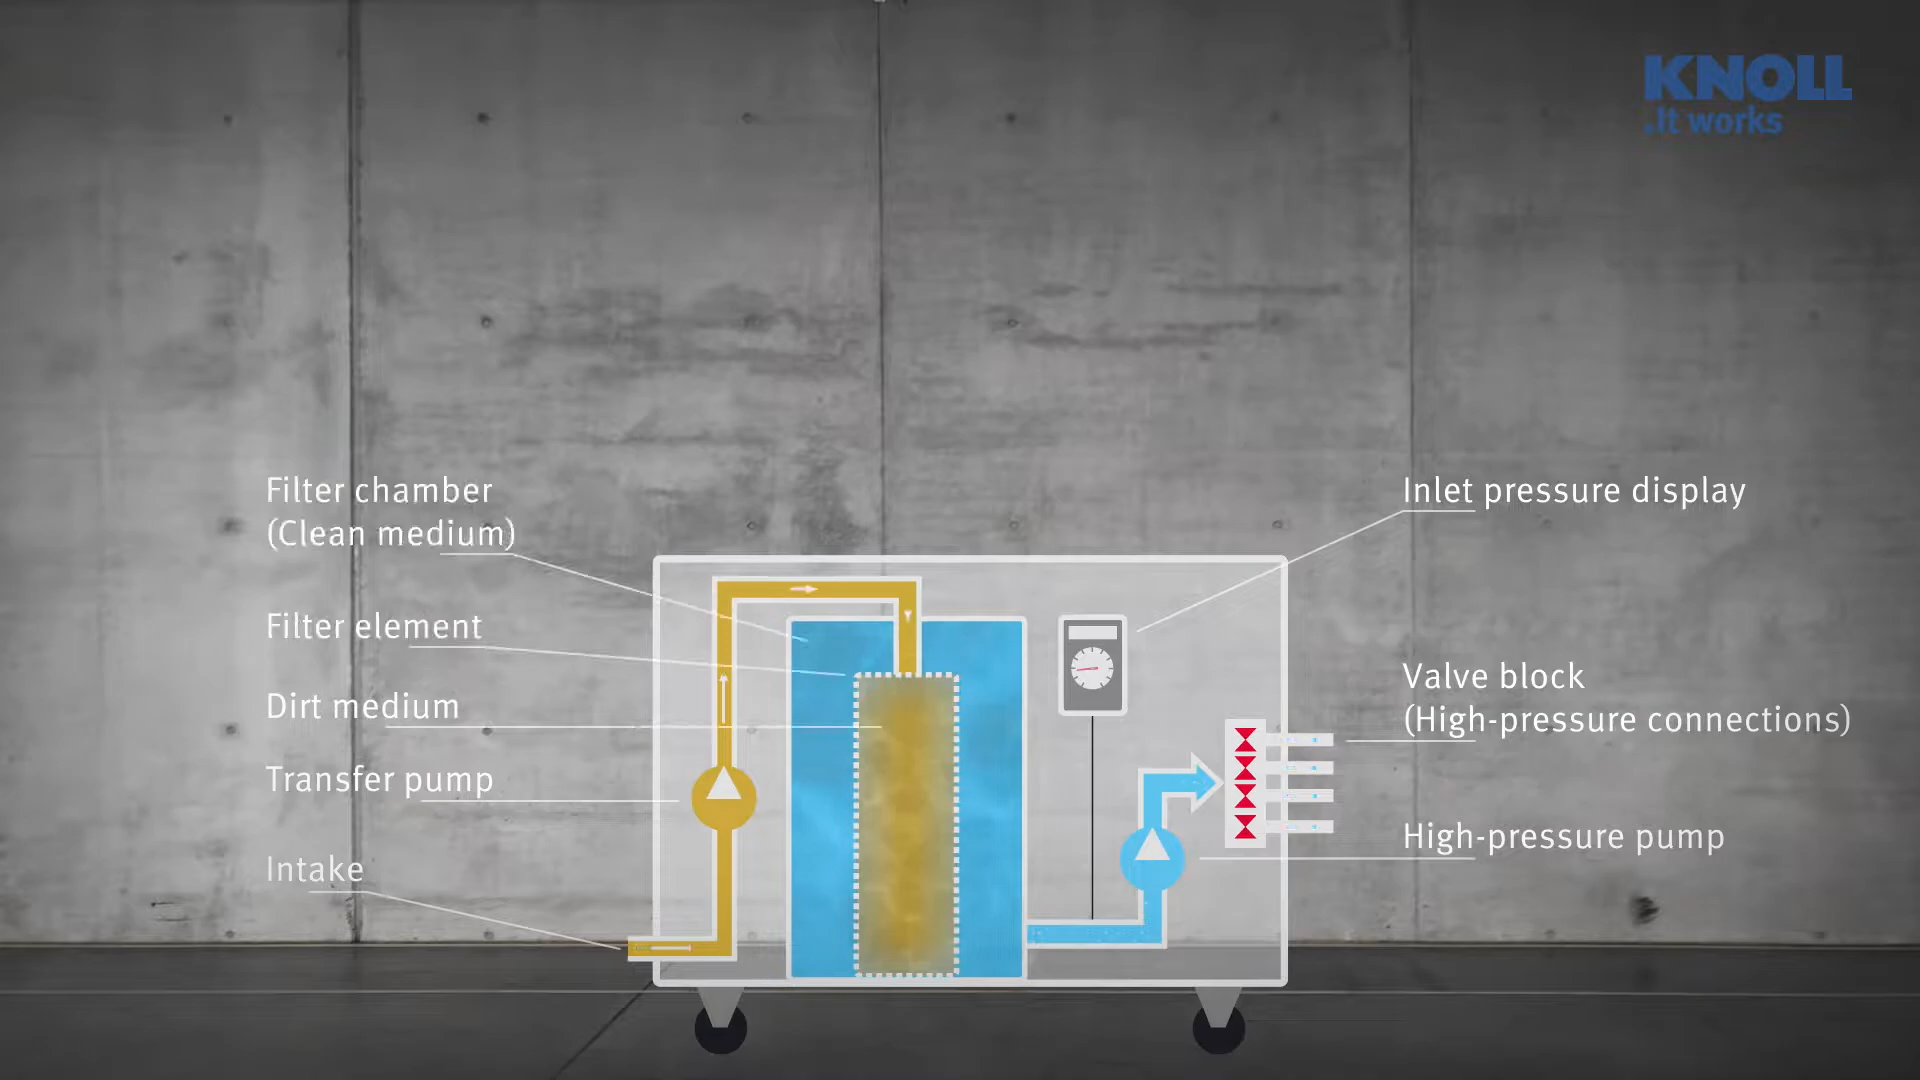 KNOLL
.It works
Filter chamber
(Clean medium)
Filter element
Dirt medium
Transfer pump
Intake
Inlet pressure display
Valve block
(High-pressure connections)
High-pressure pump